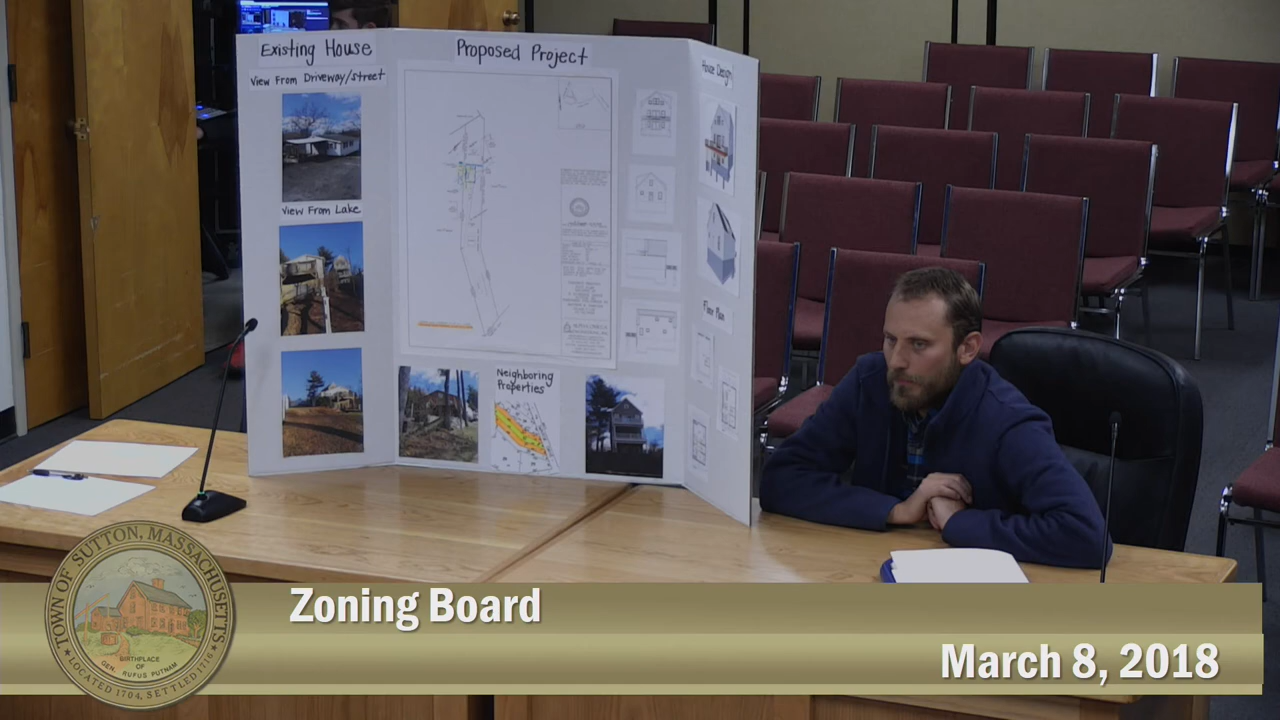 Existing House
View From Driveway/street
View From Lake
Proposed Project
Neighboring
Properties
House Design
Floor Plan
TOWN OF SUTTON, MASSACHUSETTS
BIRTHPLACE
OF
GEN. RUFUS PUTNAM
LOCATED 1704, SETTLED 1716
Zoning Board
March 8, 2018